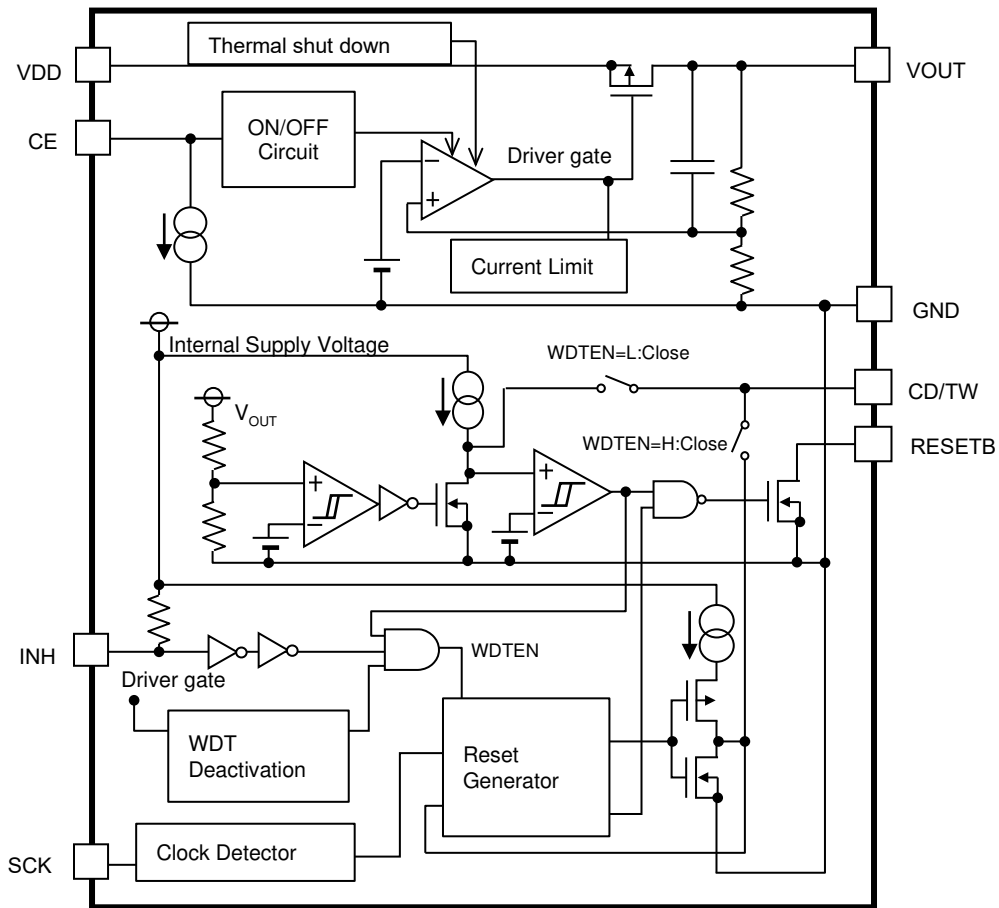 Thermal shut down
VDD
VOUT
CE
ON/OFF
Circuit
Driver gate
−
+
Current Limit
GND
Internal Supply Voltage
WDTEN=L:Close
CD/TW
VOUT
WDTEN=H:Close
RESETB
+
−
+
−
INH
WDTEN
Driver gate
WDT
Deactivation
Reset
Generator
SCK
Clock Detector